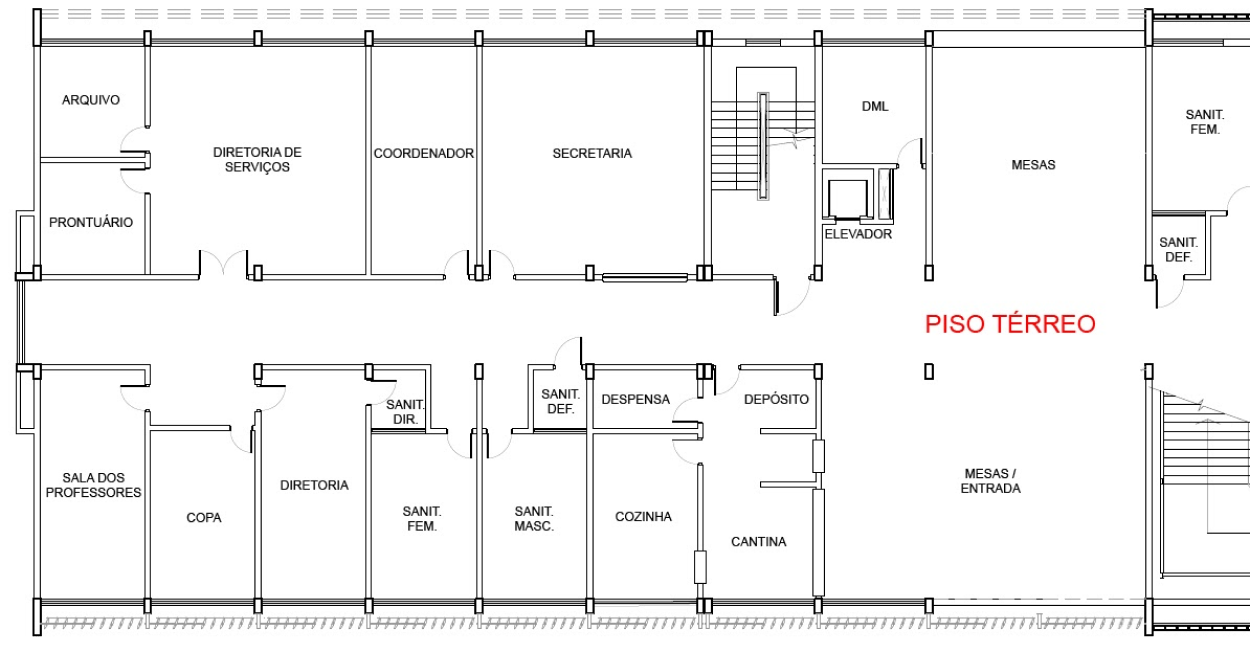 ARQUIVO
DIRETORIA DE
SERVIÇOS
COORDENADOR
SECRETARIA
DML
MESAS
SANIT.
FEM.
PRONTUÁRIO
ELEVADOR
SANIT.
DEF.
PISO TÉRREO
SANIT.
DIR.
SANIT.
DEF.
DESPENSA
DEPÓSITO
SALA DOS
PROFESSORES
COPA
DIRETORIA
SANIT.
FEM.
SANIT.
MASC.
COZINHA
CANTINA
MESAS /
ENTRADA